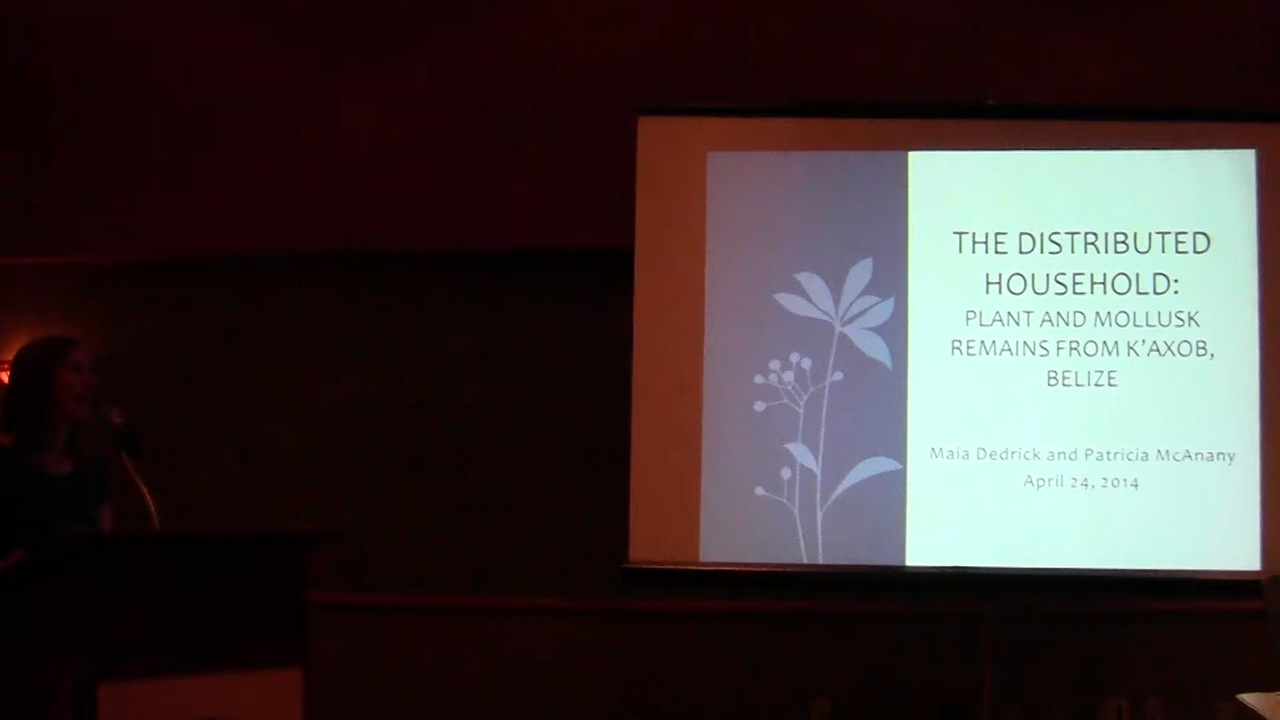 THE DISTRIBUTED
HOUSEHOLD:
PLANT AND MOLLUSK
REMAINS FROM K'AXOB,
BELIZE
Maia Dedrick and Patricia McAnany
April 24, 2014